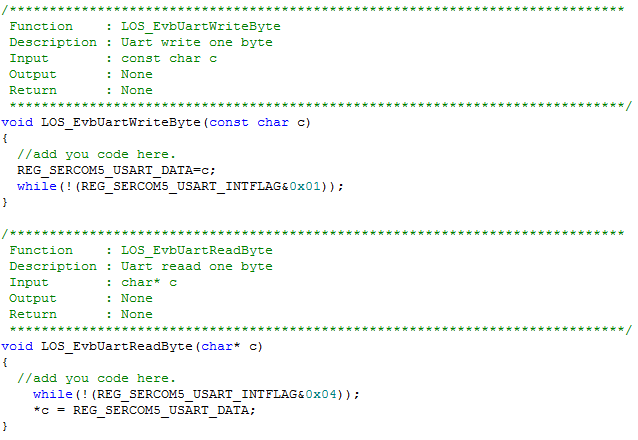 /*****************************************************************************
 Function    : LOS_EvbUartWriteByte
 Description : Uart write one byte
 Input       : const char c
 Output      : None
 Return      : None
 *****************************************************************************/
void LOS_EvbUartWriteByte(const char c)
{
  //add you code here.
  REG_SERCOM5_USART_DATA=c;
  while(!(REG_SERCOM5_USART_INTFLAG&0x01));
}
/*****************************************************************************
 Function    : LOS_EvbUartReadByte
 Description : Uart reaad one byte
 Input       : char* c
 Output      : None
 Return      : None
 *****************************************************************************/
void LOS_EvbUartReadByte(char* c)
{
  //add you code here.
    while(!(REG_SERCOM5_USART_INTFLAG&0x04));
    *c = REG_SERCOM5_USART_DATA;
}